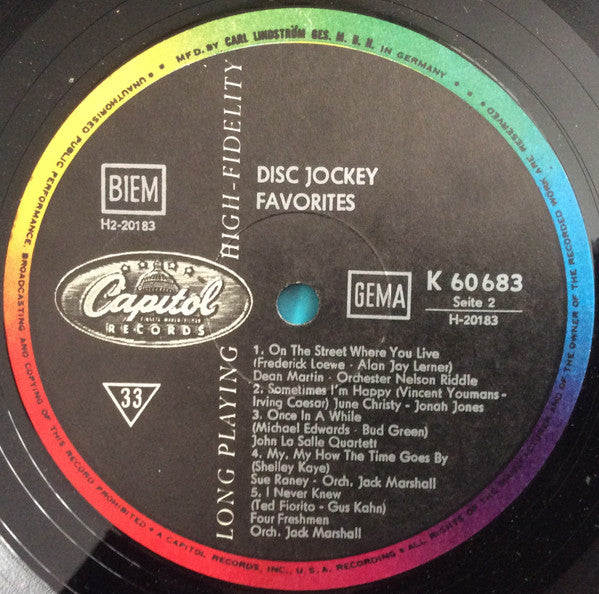 MFD. BY CARL LINDSTRÖM GES. M. B. H. IN GERMANY
UNAUTHORISED PUBLIC PERFORMANCE, BROADCASTING AND COPYING OF THIS RECORD PROHIBITED • A CAPITOL RECORDS, INC., U.S.A. RECORDING • ALL RIGHTS OF THE AND OF THE OWNER OF THE RECORDED WORK ARE RESERVED
LONG PLAYING HIGH-FIDELITY
DISC JOCKEY
FAVORITES
BIEM
H2-20183
Capitol
RECORDS
33
GEMA
K 60683
Seite 2
H-20183
1. On The Street Where You Live
(Frederick Loewe - Alan Jay Lerner)
Dean Martin - Orchester Nelson Riddle
2. Sometimes I'm Happy (Vincent Youmans -
Irving Caesar) June Christy - Jonah Jones
3. Once In A While
(Michael Edwards - Bud Green)
John La Salle Quartett
4. My, My How The Time Goes By
(Shelley Kaye)
Sue Raney - Orch. Jack Marshall
5. I Never Knew
(Ted Fiorito - Gus Kahn)
Four Freshmen
Orch. Jack Marshall